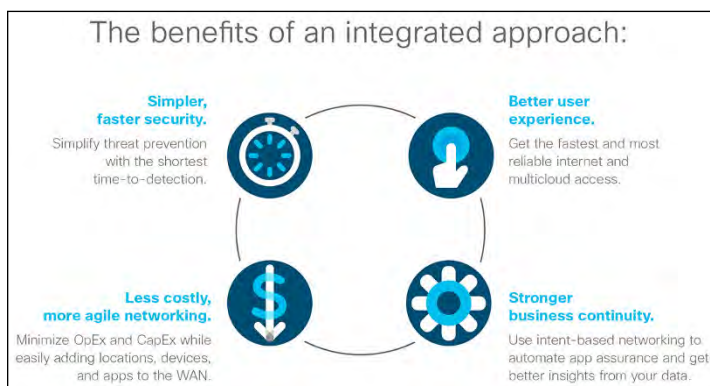 The benefits of an integrated approach:
Simpler,
faster security.
Simplify threat prevention
with the shortest
time-to-detection.
Better user
experience.
Get the fastest and most
reliable internet and
multicloud access.
Less costly,
more agile networking.
Minimize OpEx and CapEx while
easily adding locations, devices,
and apps to the WAN.
Stronger
business continuity.
Use intent-based networking to
automate app assurance and get
better insights from your data.